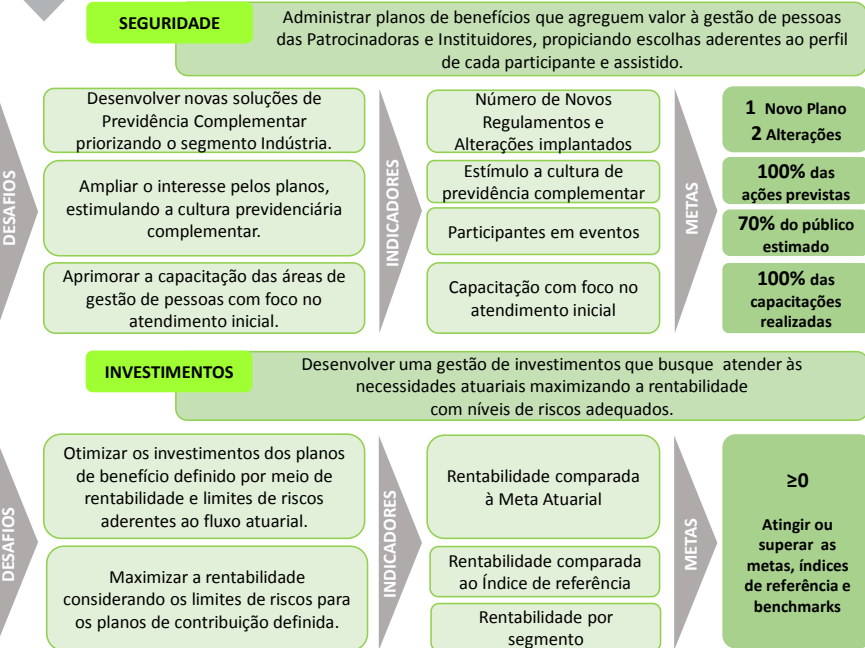 SEGURIDADE
Administrar planos de benefícios que agreguem valor à gestão de pessoas
das Patrocinadoras e Instituidores, propiciando escolhas aderentes ao perfil
de cada participante e assistido.
DESAFIOS
Desenvolver novas soluções de
Previdência Complementar
priorizando o segmento Indústria.
Ampliar o interesse pelos planos,
estimulando a cultura previdenciária
complementar.
Aprimorar a capacitação das áreas de
gestão de pessoas com foco no
atendimento inicial.
INDICADORES
Número de Novos
Regulamentos e
Alterações implantados
Estímulo a cultura de
previdência complementar
Participantes em eventos
Capacitação com foco no
atendimento inicial
METAS
1 Novo Plano
2 Alterações
100% das
ações previstas
70% do público
estimado
100% das
capacitações
realizadas
INVESTIMENTOS
Desenvolver uma gestão de investimentos que busque atender às
necessidades atuariais maximizando a rentabilidade
com níveis de riscos adequados.
DESAFIOS
Otimizar os investimentos dos planos
de benefício definido por meio de
rentabilidade e limites de riscos
aderentes ao fluxo atuarial.
Maximizar a rentabilidade
considerando os limites de riscos para
os planos de contribuição definida.
INDICADORES
Rentabilidade comparada
à Meta Atuarial
Rentabilidade comparada
ao Índice de referência
Rentabilidade por
segmento
METAS
≥0
Atingir ou
superar as
metas, índices
de referência e
benchmarks